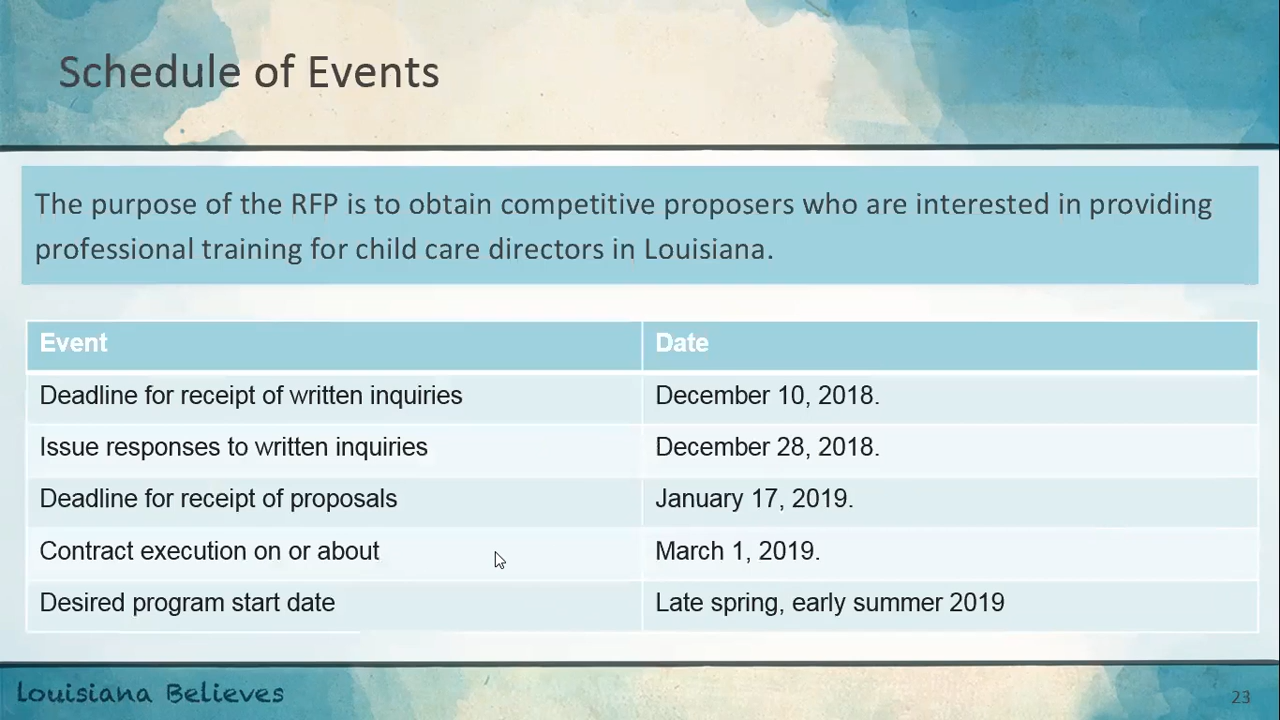 Schedule of Events
The purpose of the RFP is to obtain competitive proposers who are interested in providing
professional training for child care directors in Louisiana.
Event Date
Deadline for receipt of written inquiries December 10, 2018.
Issue responses to written inquiries December 28, 2018.
Deadline for receipt of proposals January 17, 2019.
Contract execution on or about March 1, 2019.
Desired program start date Late spring, early summer 2019
Louisiana Believes 23